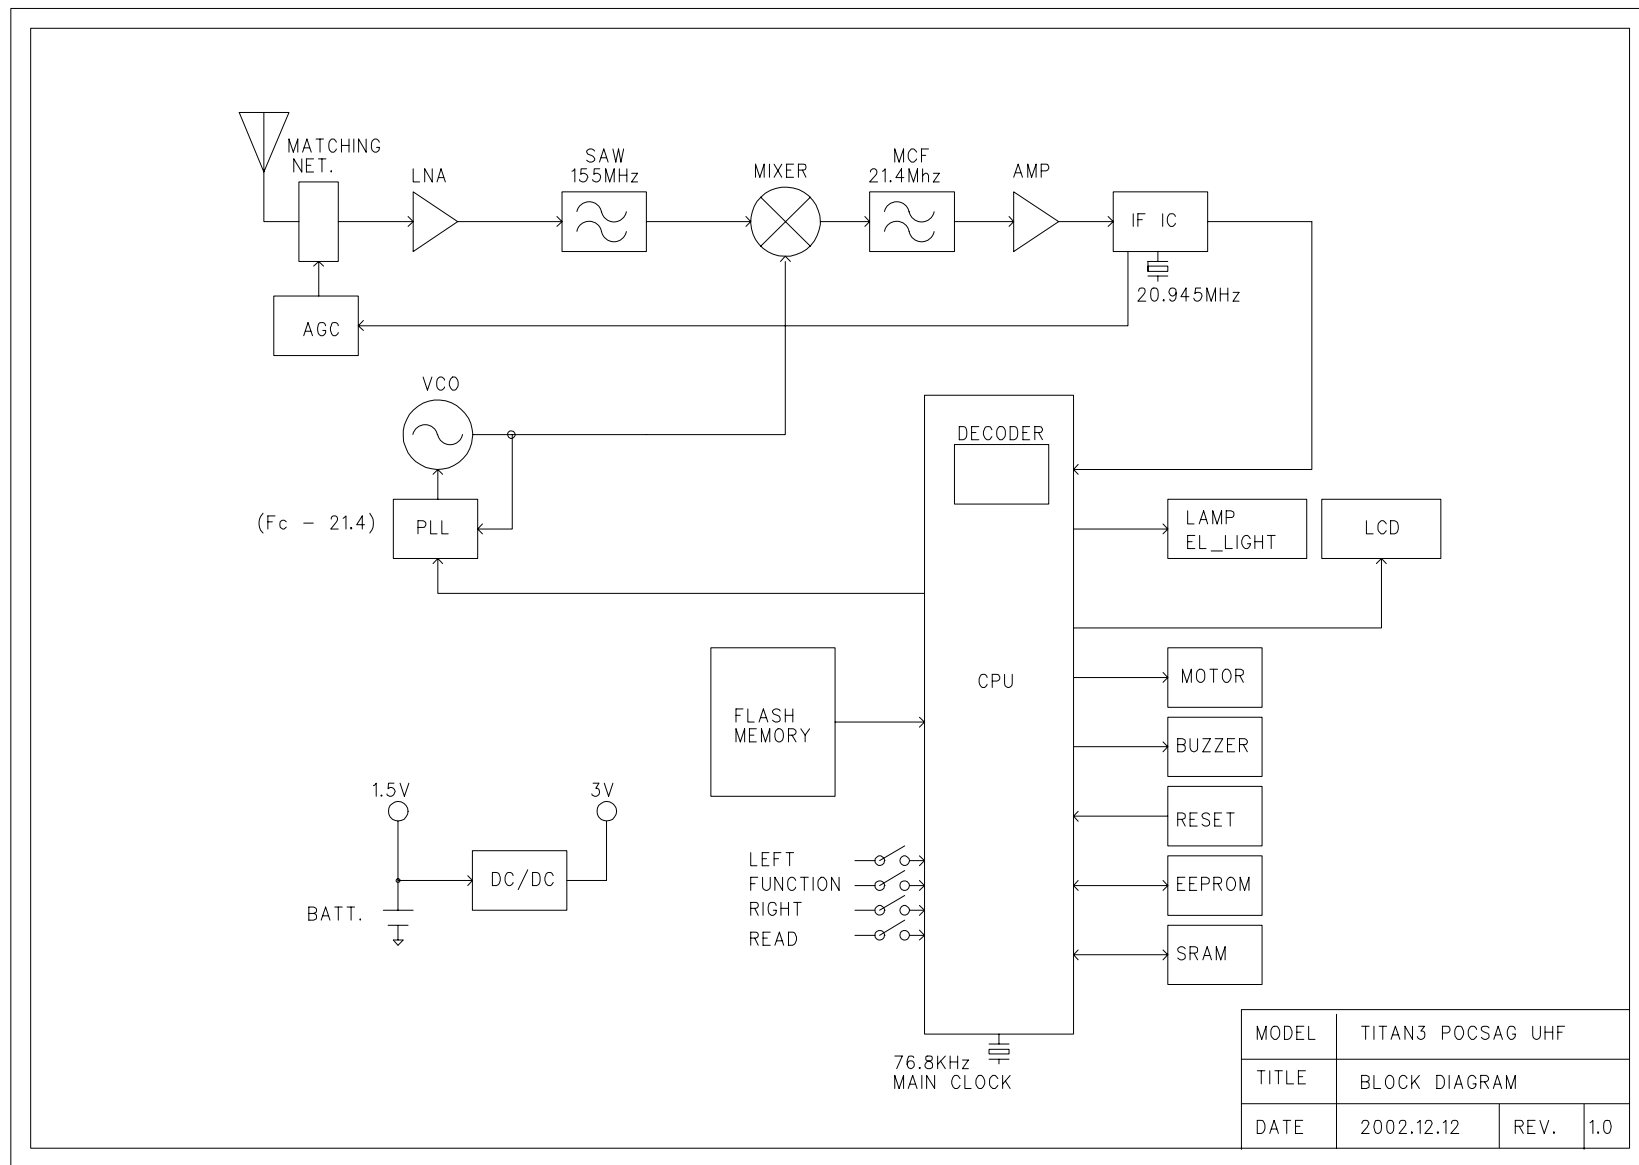 MATCHING
NET.
LNA
SAW
155MHz
MIXER
MCF
21.4Mhz
AMP
IF IC
20.945MHz
AGC
VCO
(Fc - 21.4)
PLL
DECODER
LAMP
EL_LIGHT
LCD
CPU
MOTOR
FLASH
MEMORY
BUZZER
1.5V
3V
RESET
DC/DC
BATT.
LEFT
FUNCTION
RIGHT
READ
EEPROM
SRAM
76.8KHz
MAIN CLOCK
MODEL TITAN3 POCSAG UHF
TITLE BLOCK DIAGRAM
DATE 2002.12.12 REV. 1.0